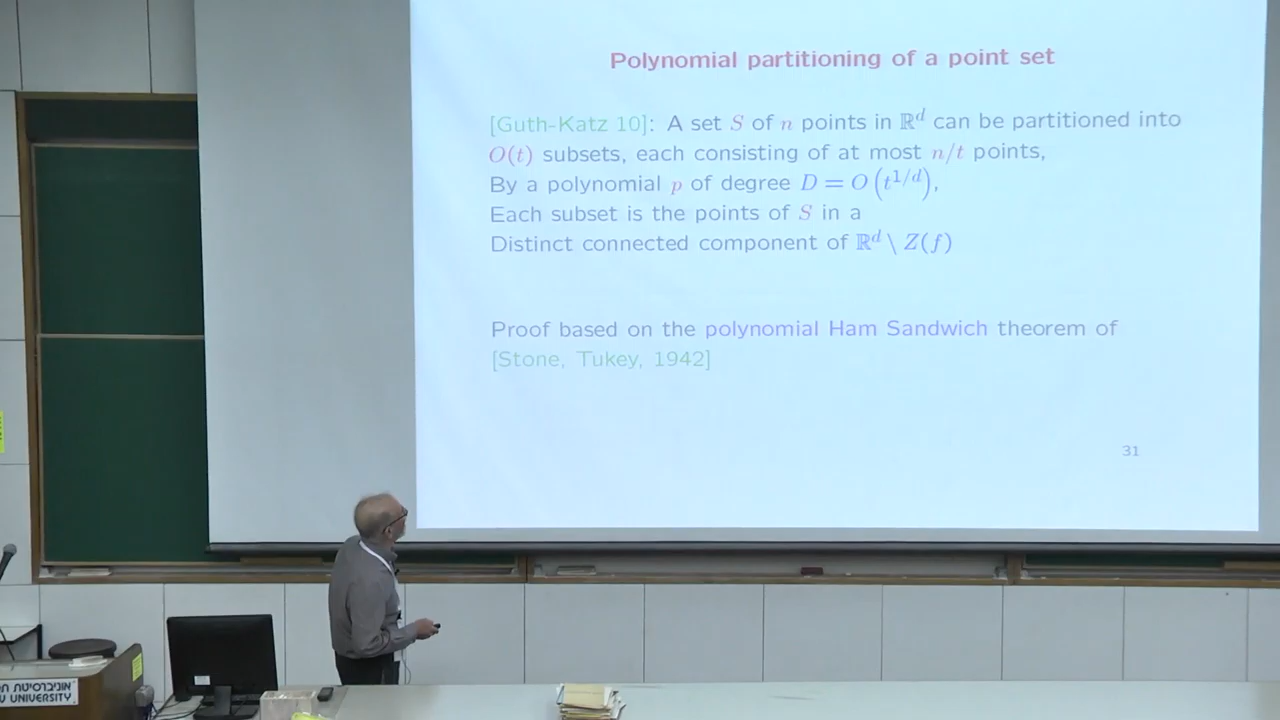 Polynomial partitioning of a point set
[Guth-Katz 10]: A set S of n points in ℝ^d can be partitioned into
O(t) subsets, each consisting of at most n/t points,
By a polynomial p of degree D = O(t^{1/d}),
Each subset is the points of S in a
Distinct connected component of ℝ^d \ Z(f)
Proof based on the polynomial Ham Sandwich theorem of
[Stone, Tukey, 1942]
31
אוניברסיטת
UNIVERSITY